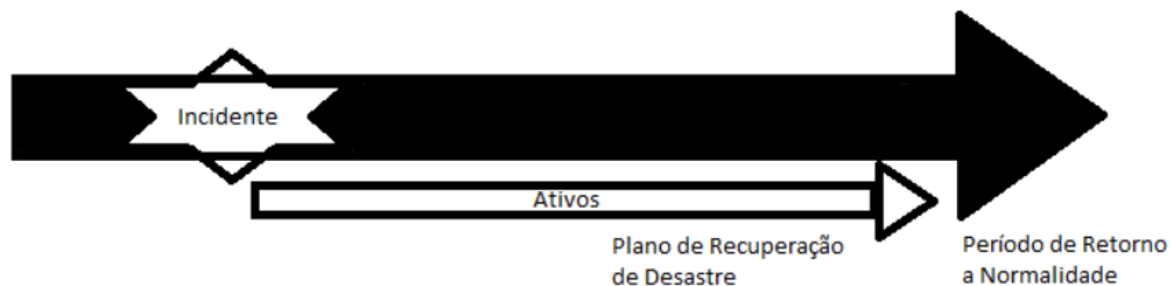 Incidente
Ativos
Plano de Recuperação
de Desastre
Período de Retorno
a Normalidade